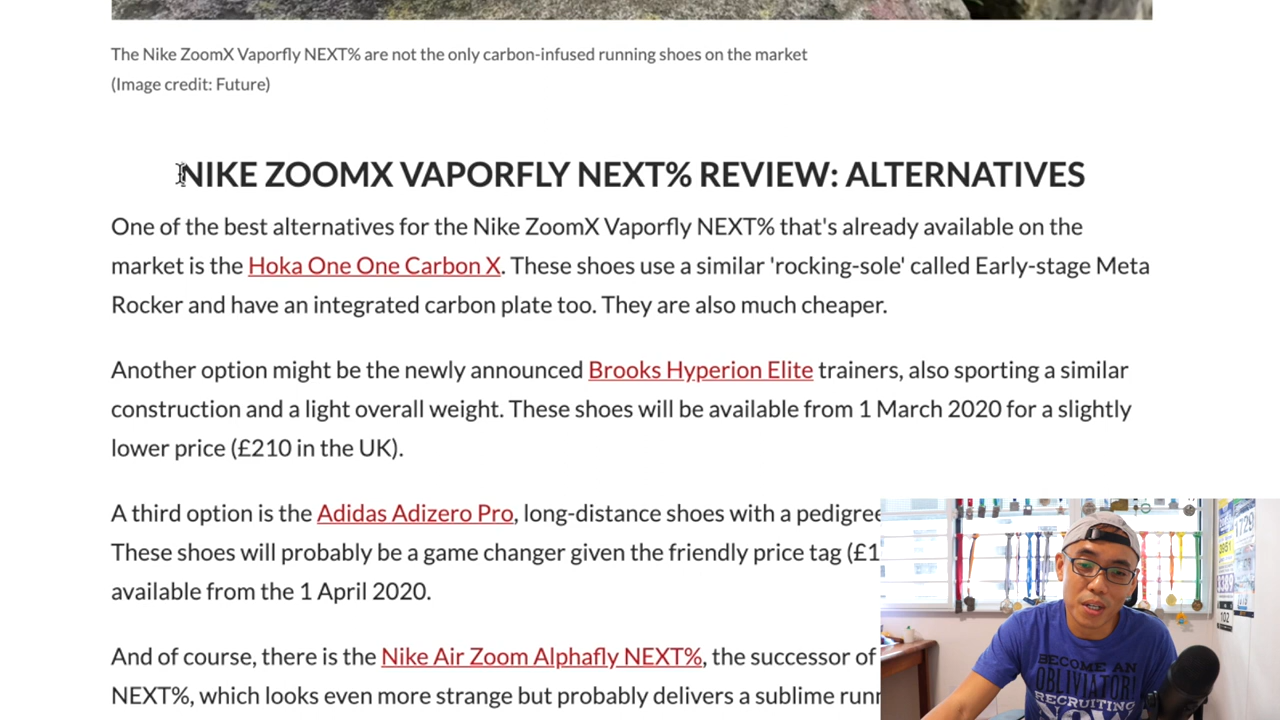 The Nike ZoomX Vaporfly NEXT% are not the only carbon-infused running shoes on the market
(Image credit: Future)
NIKE ZOOMX VAPORFLY NEXT% REVIEW: ALTERNATIVES
One of the best alternatives for the Nike ZoomX Vaporfly NEXT% that's already available on the
market is the Hoka One One Carbon X. These shoes use a similar 'rocking-sole' called Early-stage Meta
Rocker and have an integrated carbon plate too. They are also much cheaper.
Another option might be the newly announced Brooks Hyperion Elite trainers, also sporting a similar
construction and a light overall weight. These shoes will be available from 1 March 2020 for a slightly
lower price (£210 in the UK).
A third option is the Adidas Adizero Pro, long-distance shoes with a pedigree
These shoes will probably be a game changer given the friendly price tag (£1
available from the 1 April 2020.
And of course, there is the Nike Air Zoom Alphafly NEXT%, the successor of
NEXT%, which looks even more strange but probably delivers a sublime run
1729
102
BECOME AN
OBLIVIATOR!
RECRUITING
NOW